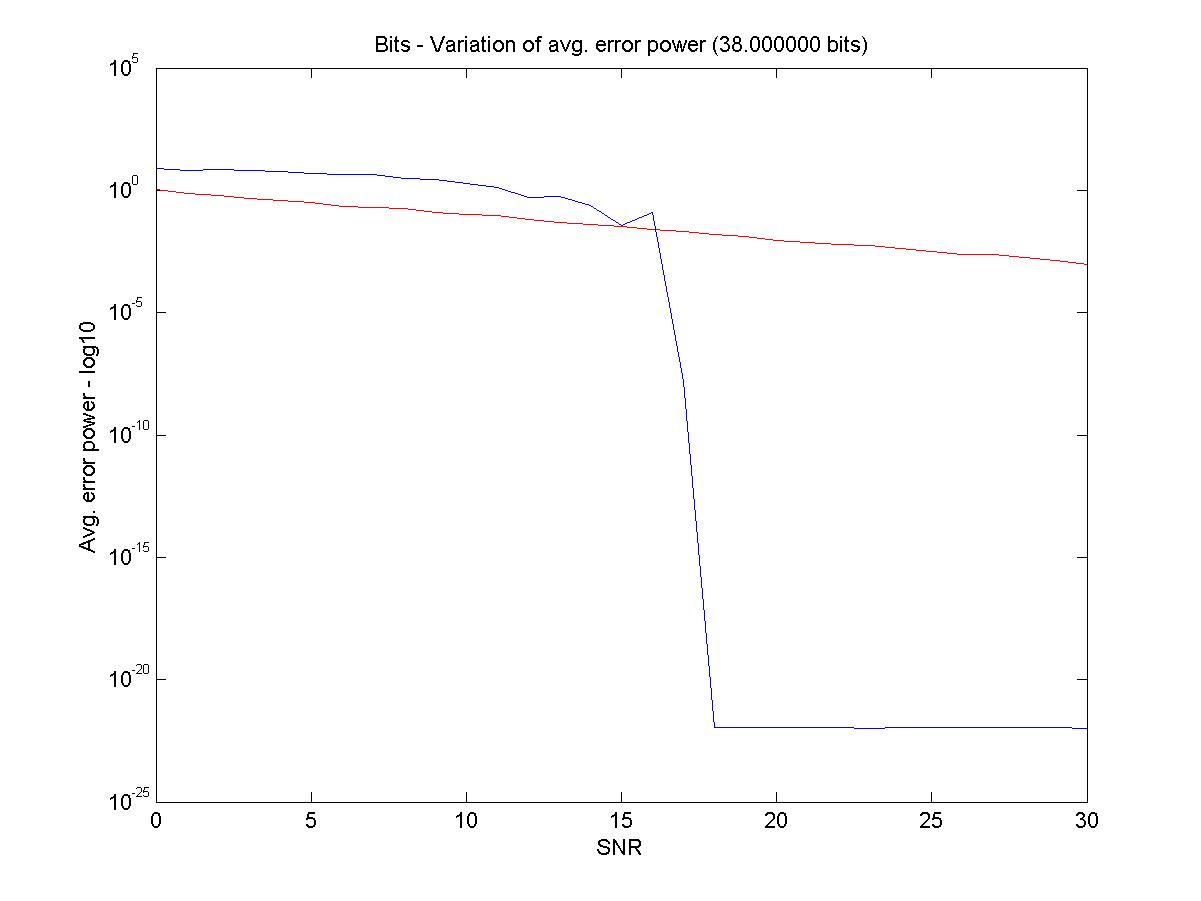 Bits - Variation of avg. error power (38.000000 bits)
10^5
10^0
10^-5
10^-10
10^-15
10^-20
10^-25
Avg. error power - log10
0 5 10 15 20 25 30
SNR